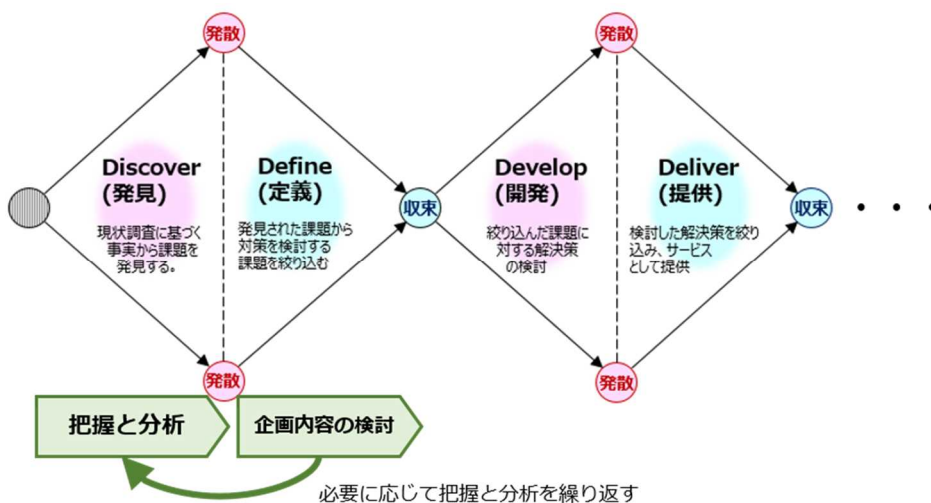 発散
発散
Discover
(発見)
現状調査に基づく
事実から課題を
発見する。
Define
(定義)
発見された課題から
対策を検討する
課題を絞り込む
収束
Develop
(開発)
絞り込んだ課題に
対する解決策
の検討
Deliver
(提供)
検討した解決策を絞り
込み、サービス
として提供
収束
・・・
発散
発散
把握と分析
企画内容の検討
必要に応じて把握と分析を繰り返す